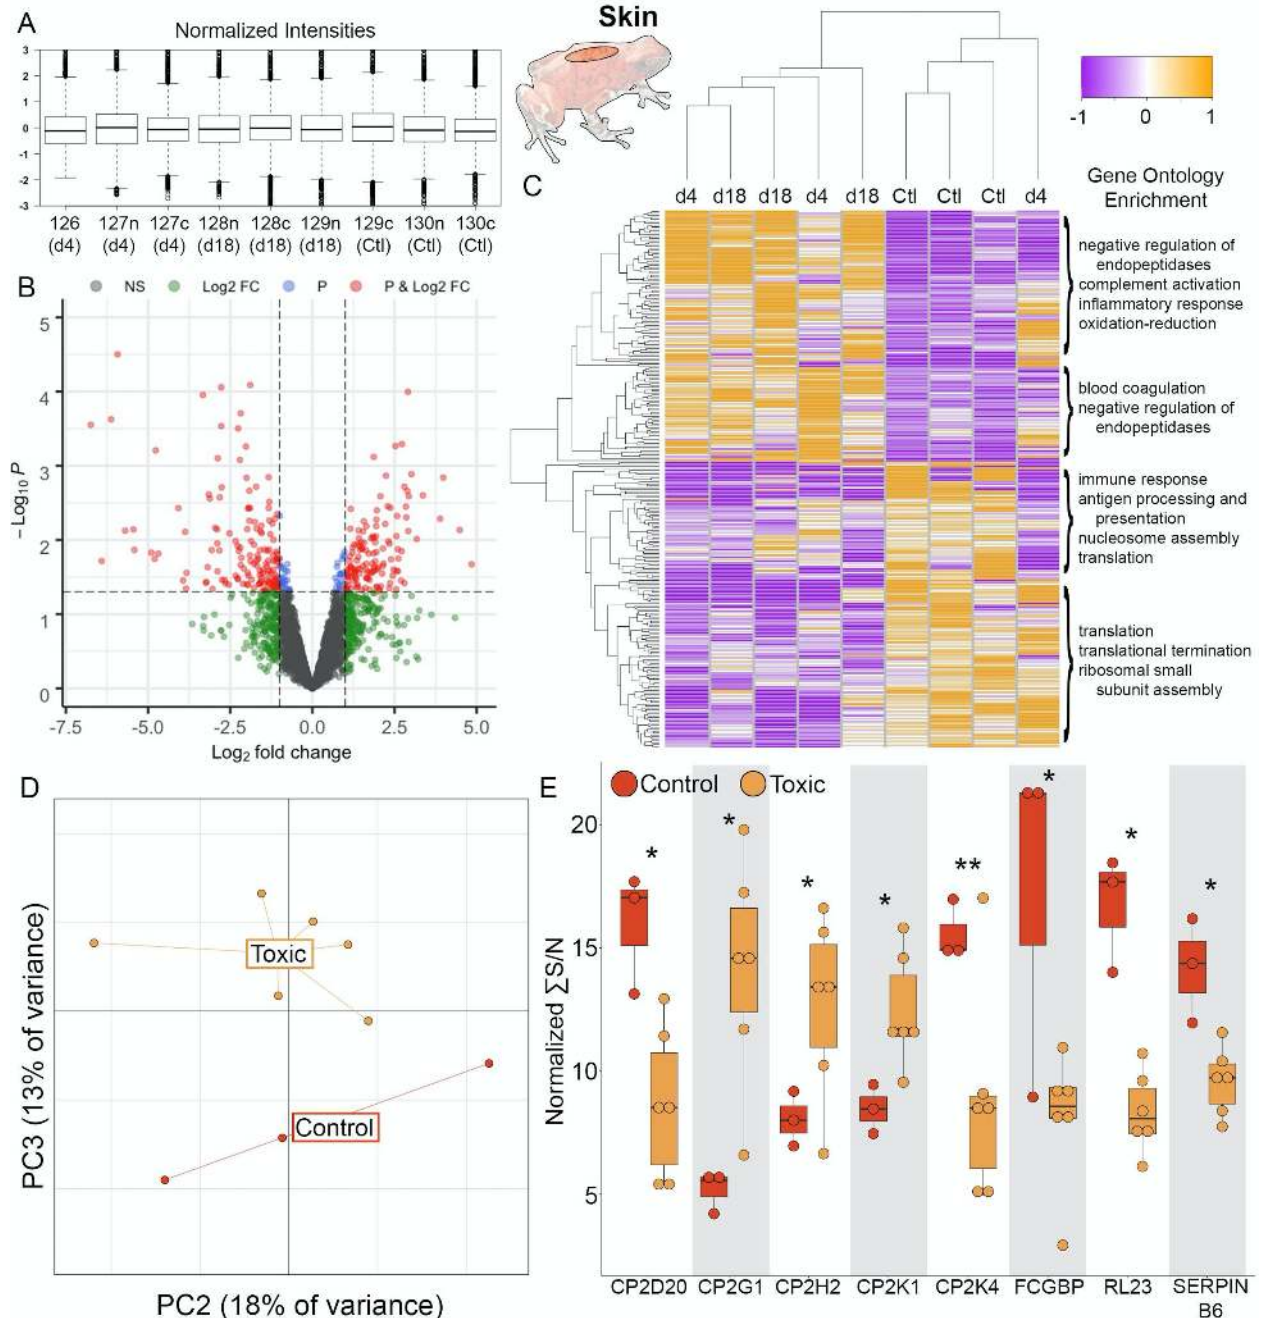 A
Normalized Intensities
3
2
1
0
-1
-2
-3
126 127n 127c 128n 128c 129n 129c 130n 130c
(d4) (d4) (d4) (d18) (d18) (d18) (Ctl) (Ctl) (Ctl)
Skin
-1 0 1
C
d4 d18 d18 d4 d18 Ctl Ctl Ctl d4
Gene Ontology
Enrichment
negative regulation of
endopeptidases
complement activation
inflammatory response
oxidation-reduction
blood coagulation
negative regulation of
endopeptidases
immune response
antigen processing and
presentation
nucleosome assembly
translation
translation
translational termination
ribosomal small
subunit assembly
B
NS Log2 FC P P & Log2 FC
5
4
3
2
1
0
-Log10 P
-7.5 -5.0 -2.5 0.0 2.5 5.0
Log2 fold change
D
Toxic
Control
PC3 (13% of variance)
PC2 (18% of variance)
E
Control Toxic
20
15
10
5
Normalized ∑S/N
* * * * ** * * *
CP2D20 CP2G1 CP2H2 CP2K1 CP2K4 FCGBP RL23 SERPIN
B6